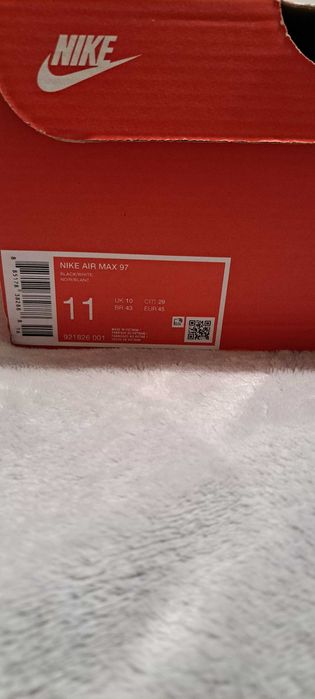 NIKE
NIKE AIR MAX 97
BLACK/WHITE
NOIR/BLANC
11
UK 10 CM 29
BR 43 EUR 45
921826 001
MADE IN VIETNAM